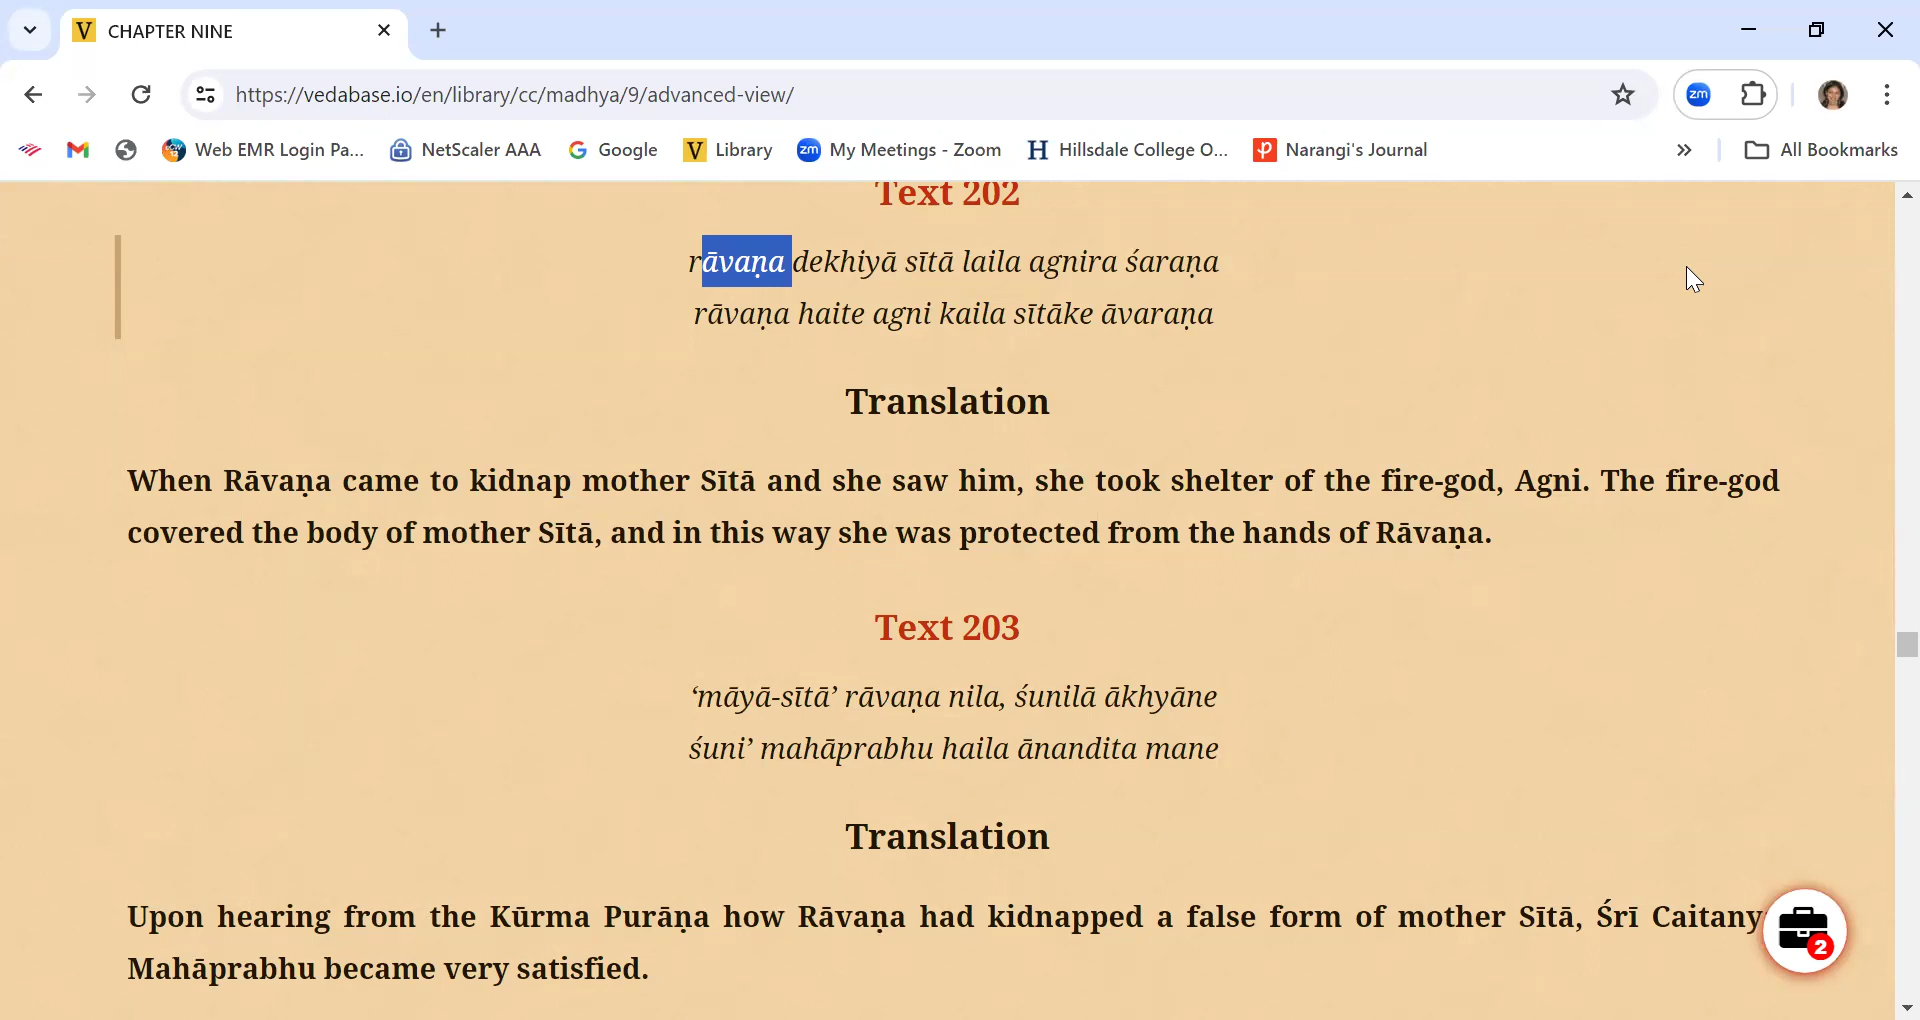 CHAPTER NINE
https://vedabase.io/en/library/cc/madhya/9/advanced-view/
zm
Web EMR Login Pa...
NetScaler AAA
Google
Library
My Meetings - Zoom
Hillsdale College O...
Narangi's Journal
All Bookmarks
Text 202
rāvaṇa dekhiyā sītā laila agnira śaraṇa
rāvaṇa haite agni kaila sītāke āvaraṇa
Translation
When Rāvaṇa came to kidnap mother Sītā and she saw him, she took shelter of the fire-god, Agni. The fire-god
covered the body of mother Sītā, and in this way she was protected from the hands of Rāvaṇa.
Text 203
‘māyā-sītā’ rāvaṇa nila, śunilā ākhyāne
śuni’ mahāprabhu haila ānandita mane
Translation
Upon hearing from the Kūrma Purāṇa how Rāvaṇa had kidnapped a false form of mother Sītā, Śrī Caitany
Mahāprabhu became very satisfied.
2